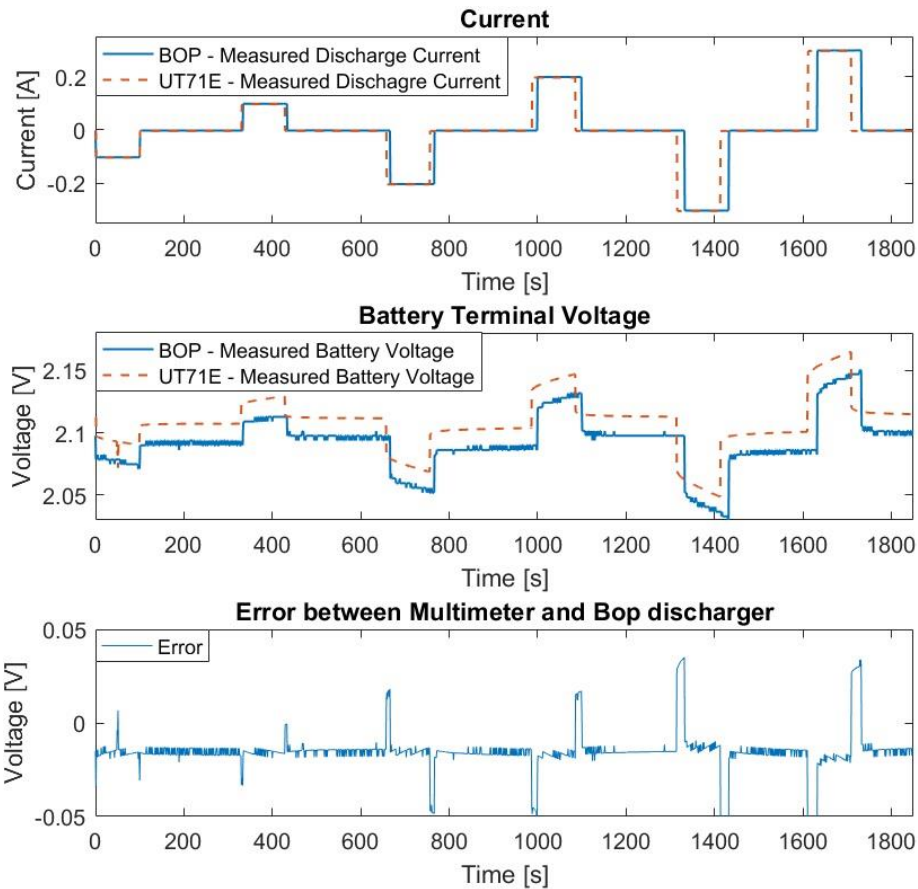 Current
BOP - Measured Discharge Current
UT71E - Measured Dischagre Current
Current [A]
0.2
0
-0.2
0 200 400 600 800 1000 1200 1400 1600 1800
Time [s]
Battery Terminal Voltage
BOP - Measured Battery Voltage
UT71E - Measured Battery Voltage
Voltage [V]
2.15
2.1
2.05
0 200 400 600 800 1000 1200 1400 1600 1800
Time [s]
Error between Multimeter and Bop discharger
Error
Voltage [V]
0.05
0
-0.05
0 200 400 600 800 1000 1200 1400 1600 1800
Time [s]